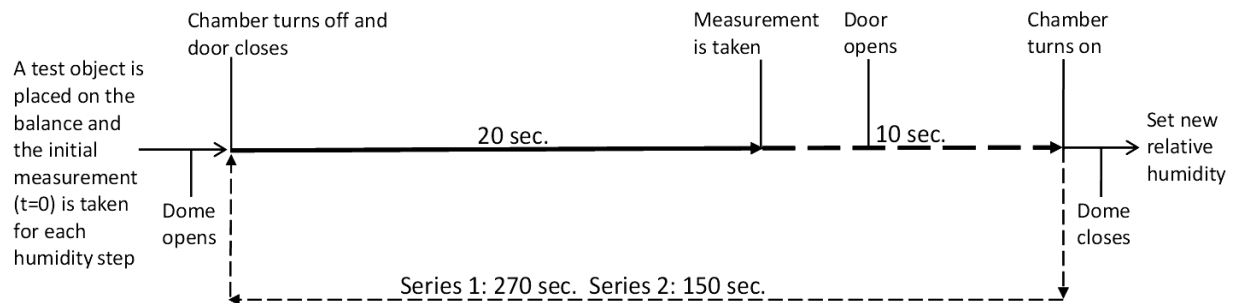 Chamber turns off and
door closes
Measurement
is taken
Door
opens
Chamber
turns on
A test object is
placed on the
balance and
the initial
measurement
(t=0) is taken
for each
humidity step
20 sec.
10 sec.
Set new
relative
humidity
Dome
opens
Dome
closes
Series 1: 270 sec. Series 2: 150 sec.